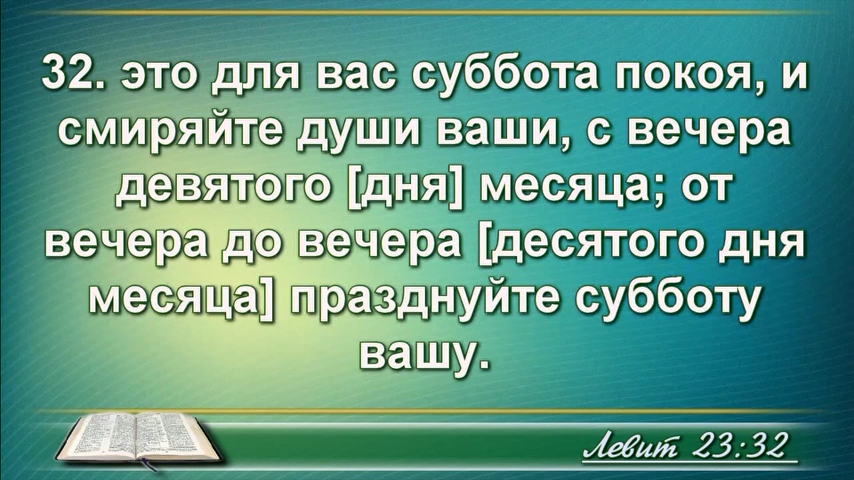 32. это для вас суббота покоя, и
смиряйте души ваши, с вечера
девятого [дня] месяца; от
вечера до вечера [десятого дня
месяца] празднуйте субботу
вашу.
Левит 23:32